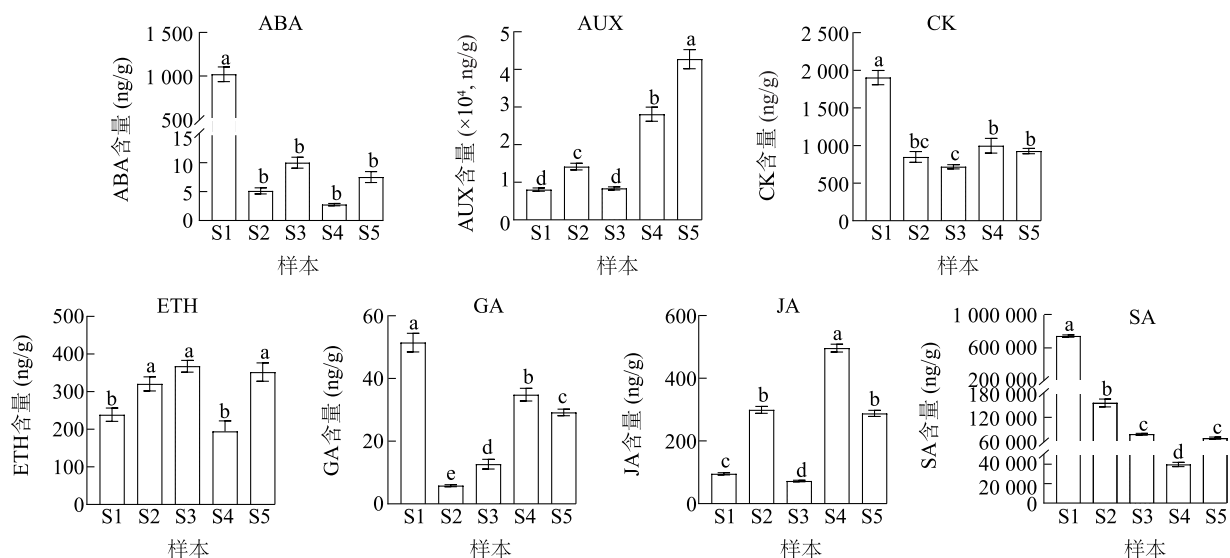 ABA
ABA含量 (ng/g)
1 500
1 000
500
15
10
5
0
a
b
b
b
b
S1 S2 S3 S4 S5
样本
AUX
AUX含量 (×10⁴, ng/g)
5
4
3
2
1
0
d
c
d
b
a
S1 S2 S3 S4 S5
样本
CK
CK含量 (ng/g)
2 500
2 000
1 500
1 000
500
0
a
bc
c
b
b
S1 S2 S3 S4 S5
样本
ETH
ETH含量 (ng/g)
500
400
300
200
100
0
b
a
a
b
a
S1 S2 S3 S4 S5
样本
GA
GA含量 (ng/g)
60
40
20
0
a
e
d
b
c
S1 S2 S3 S4 S5
样本
JA
JA含量 (ng/g)
600
400
200
0
c
b
d
a
b
S1 S2 S3 S4 S5
样本
SA
SA含量 (ng/g)
1 000 000
600 000
200 000
180 000
120 000
60 000
40 000
20 000
0
a
b
c
d
c
S1 S2 S3 S4 S5
样本